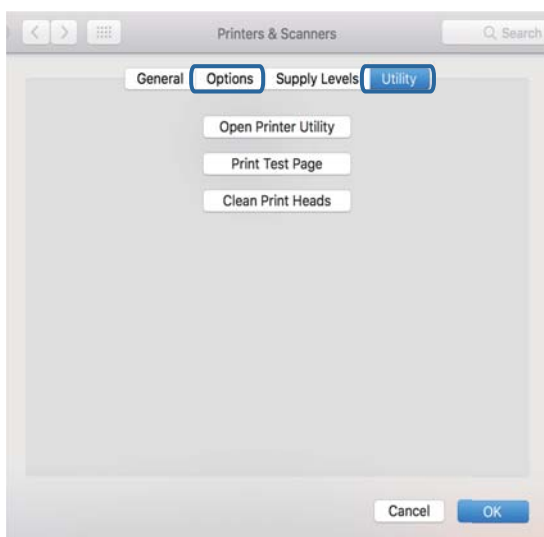 Printers & Scanners Search
General Options Supply Levels Utility
Open Printer Utility
Print Test Page
Clean Print Heads
Cancel OK